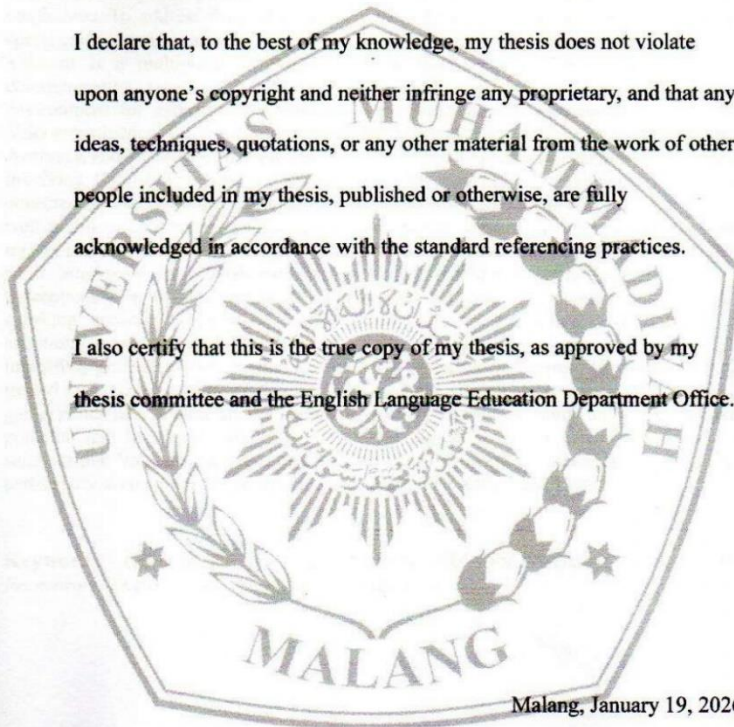 I declare that, to the best of my knowledge, my thesis does not violate
upon anyone's copyright and neither infringe any proprietary, and that any
ideas, techniques, quotations, or any other material from the work of other
people included in my thesis, published or otherwise, are fully
acknowledged in accordance with the standard referencing practices.
I also certify that this is the true copy of my thesis, as approved by my
thesis committee and the English Language Education Department Office.
UNIVERSITAS MUHAMMADIYAH
MALANG
Malang, January 19, 2026